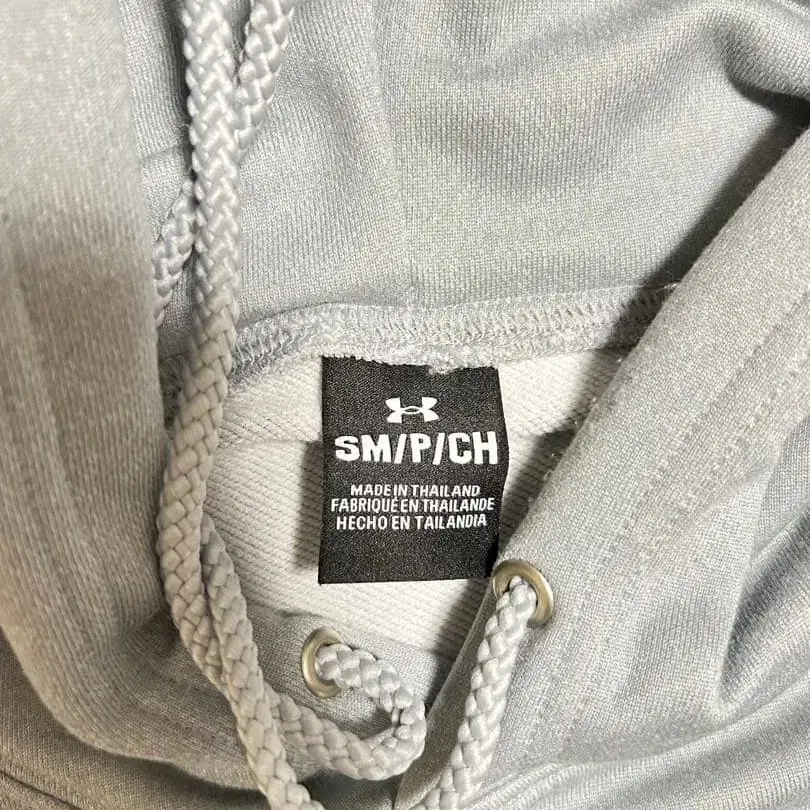 SM/P/CH
MADE IN THAILAND
FABRIQUÉ EN THAILANDE
HECHO EN TAILANDIA